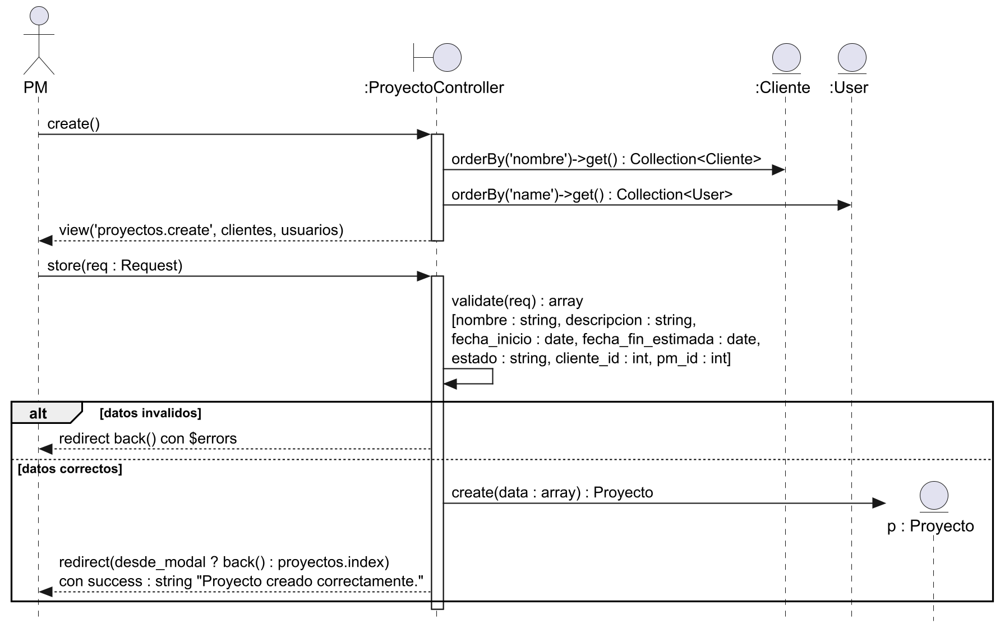 PM
:ProyectoController
:Cliente
:User
create()
orderBy('nombre')->get() : Collection<Cliente>
orderBy('name')->get() : Collection<User>
view('proyectos.create', clientes, usuarios)
store(req : Request)
validate(req) : array
[nombre : string, descripcion : string,
fecha_inicio : date, fecha_fin_estimada : date,
estado : string, cliente_id : int, pm_id : int]
alt
[datos invalidos]
redirect back() con $errors
[datos correctos]
create(data : array) : Proyecto
p : Proyecto
redirect(desde_modal ? back() : proyectos.index)
con success : string "Proyecto creado correctamente."